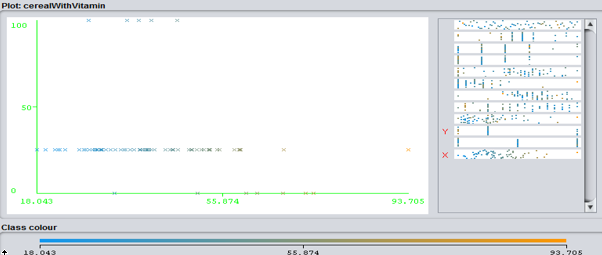 Plot: cerealWithVitamin
100
50
0
18.043 55.874 93.705
Y
X
Class colour
18.043 55.874 93.705